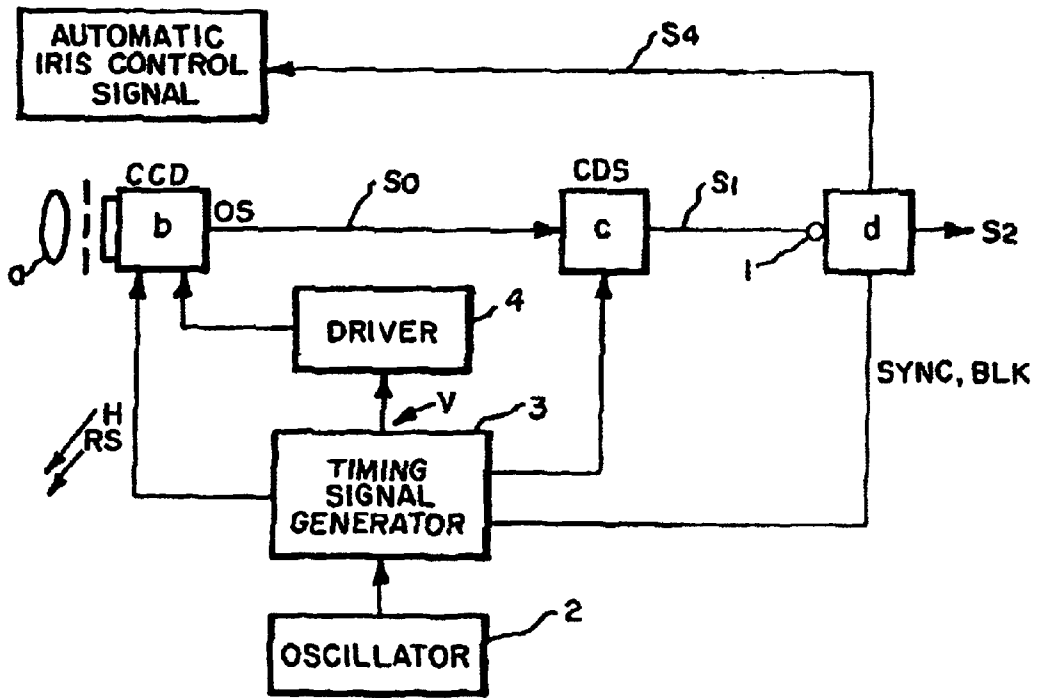 AUTOMATIC
IRIS CONTROL
SIGNAL
S4
CCD
CDS
a
b
OS
S0
c
S1
1
d
S2
DRIVER
4
SYNC, BLK
V
3
H
RS
TIMING
SIGNAL
GENERATOR
OSCILLATOR
2